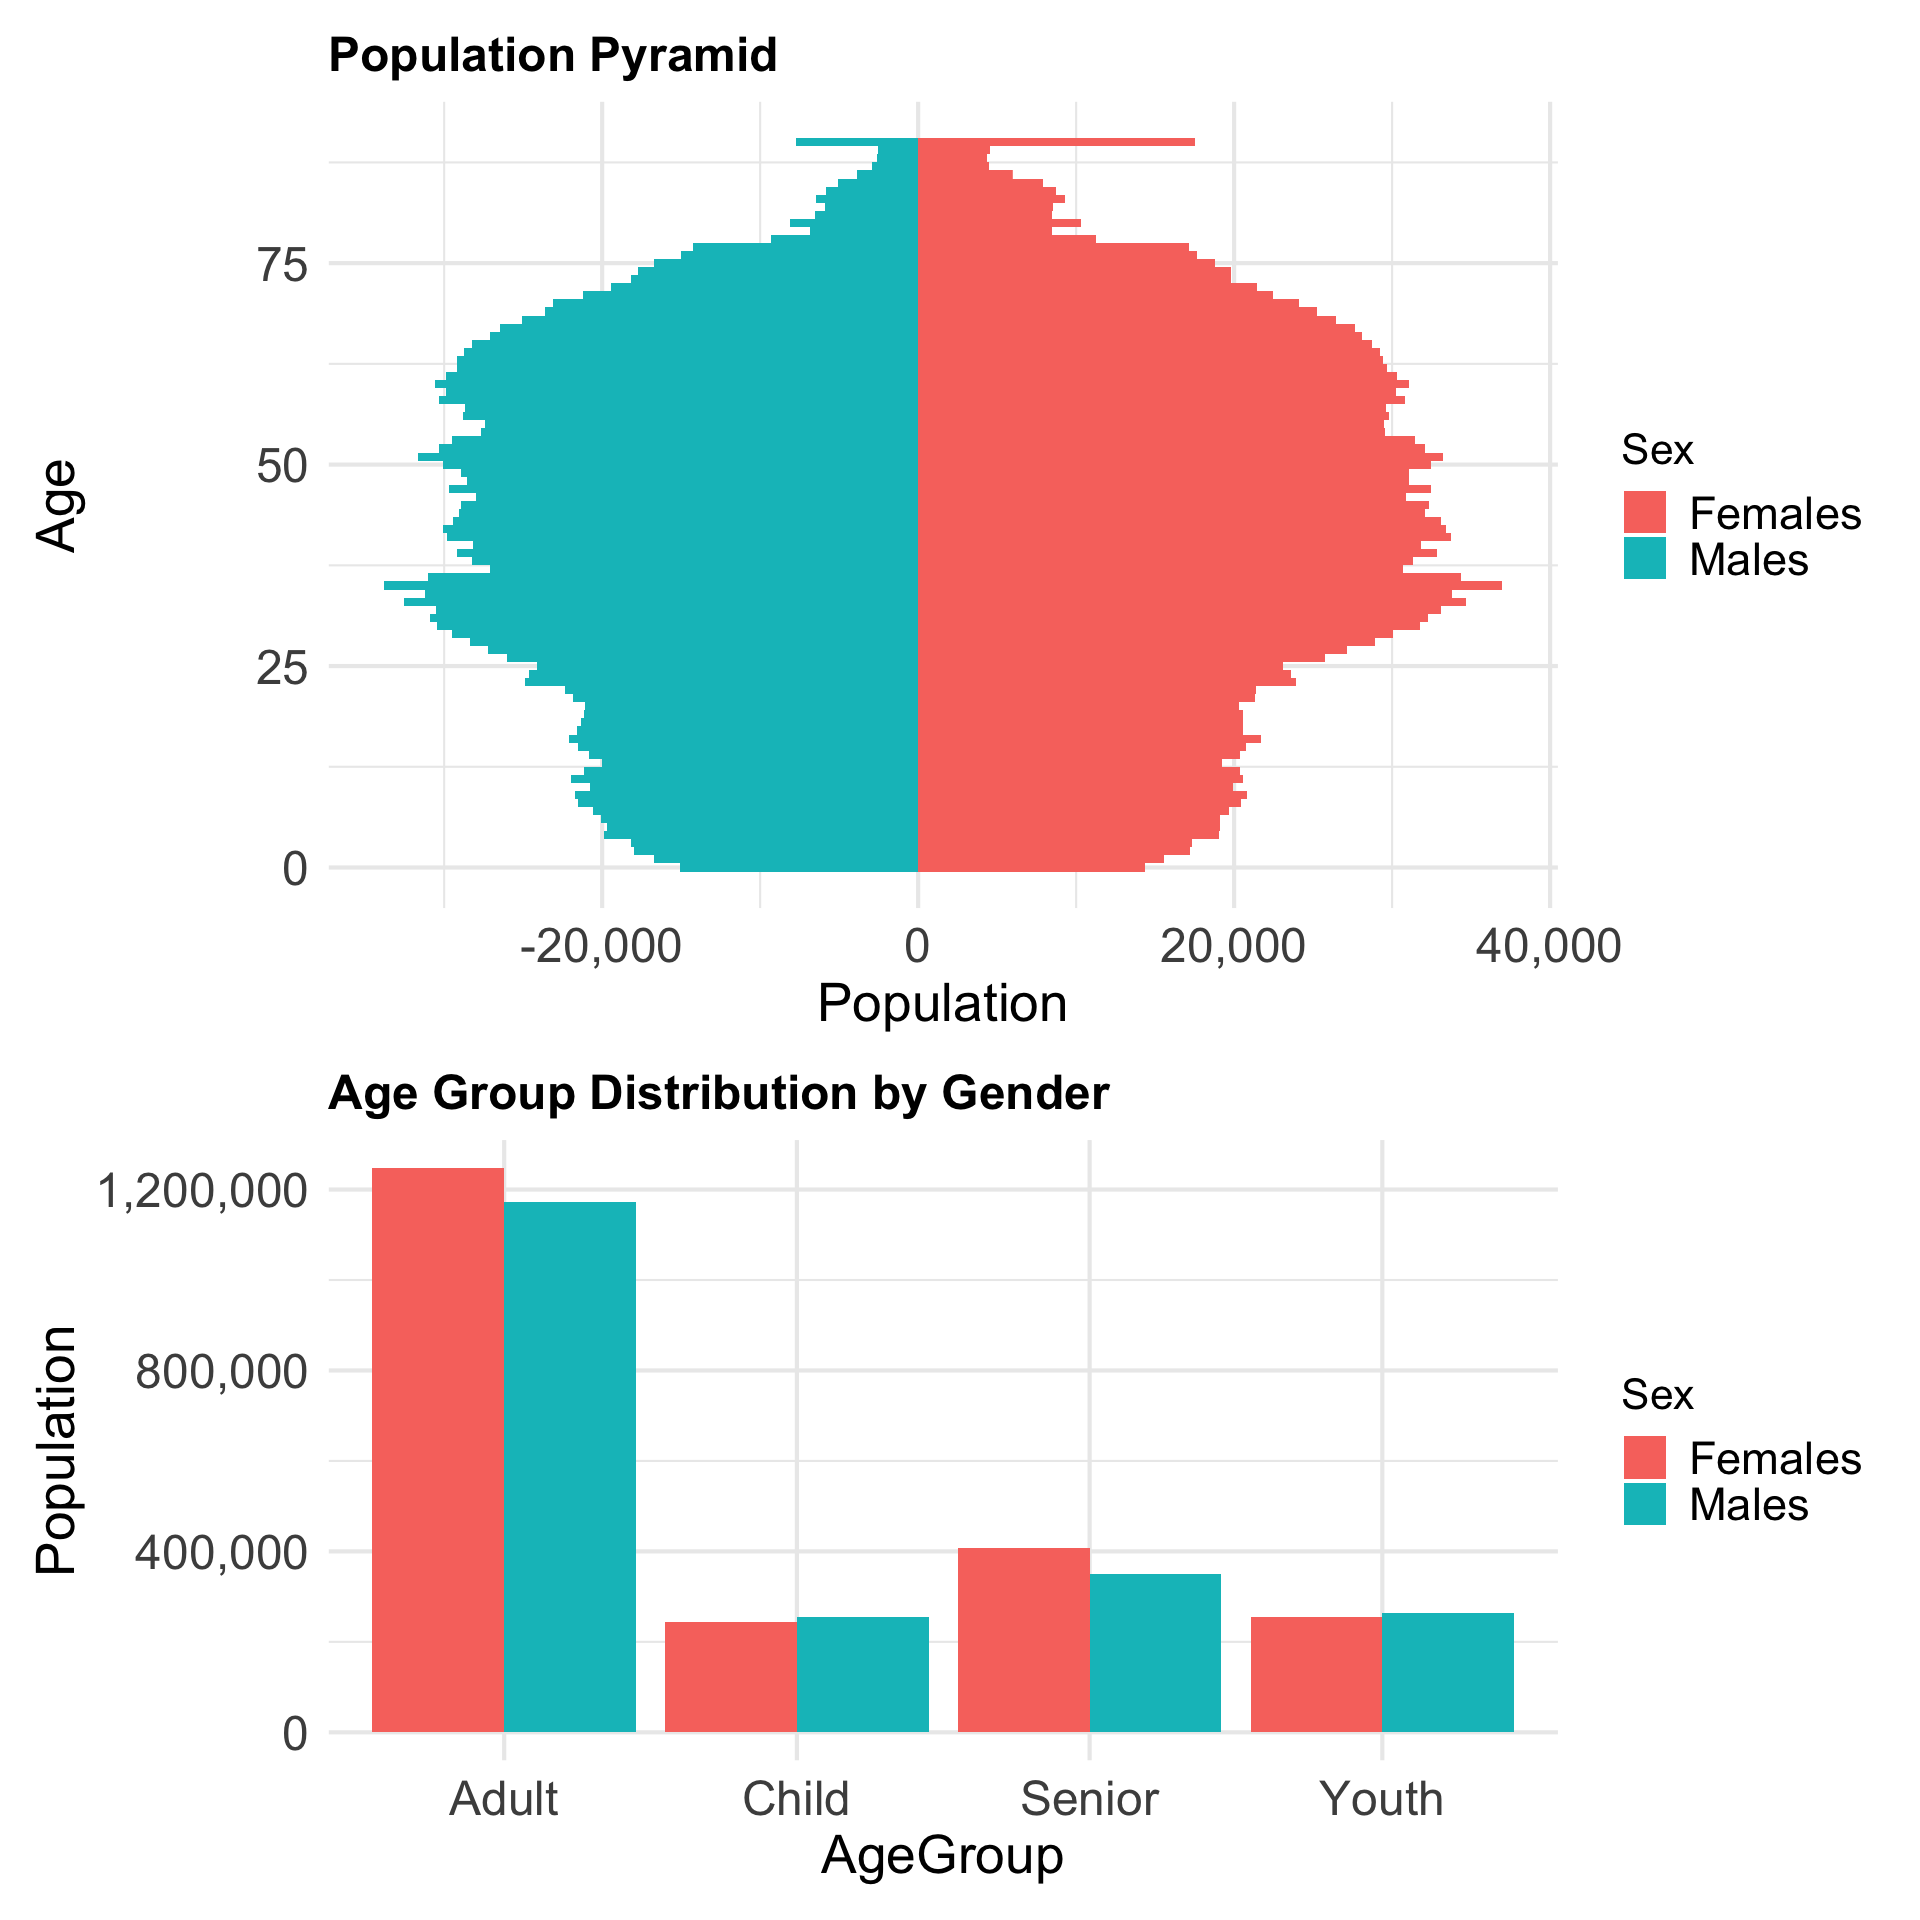 Population Pyramid
Age
75
50
25
0
-20,000 0 20,000 40,000
Population
Sex
Females
Males
Age Group Distribution by Gender
Population
1,200,000
800,000
400,000
0
Adult Child Senior Youth
AgeGroup
Sex
Females
Males